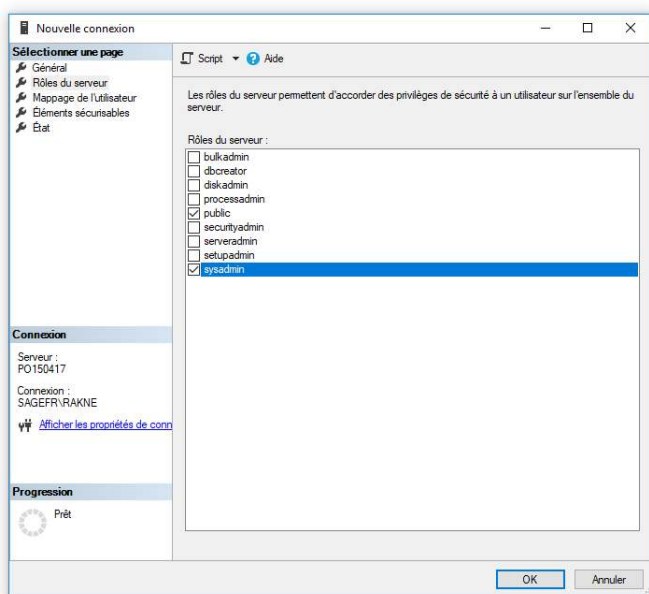 Nouvelle connexion
Sélectionner une page
Général
Rôles du serveur
Mappage de l'utilisateur
Éléments sécurisables
État
Script
Aide
Les rôles du serveur permettent d'accorder des privilèges de sécurité à un utilisateur sur l'ensemble du
serveur.
Rôles du serveur :
bulkadmin
dbcreator
diskadmin
processadmin
public
securityadmin
serveradmin
setupadmin
sysadmin
Connexion
Serveur :
PO150417
Connexion :
SAGEFR\RAKNE
Afficher les propriétés de conn
Progression
Prêt
OK
Annuler